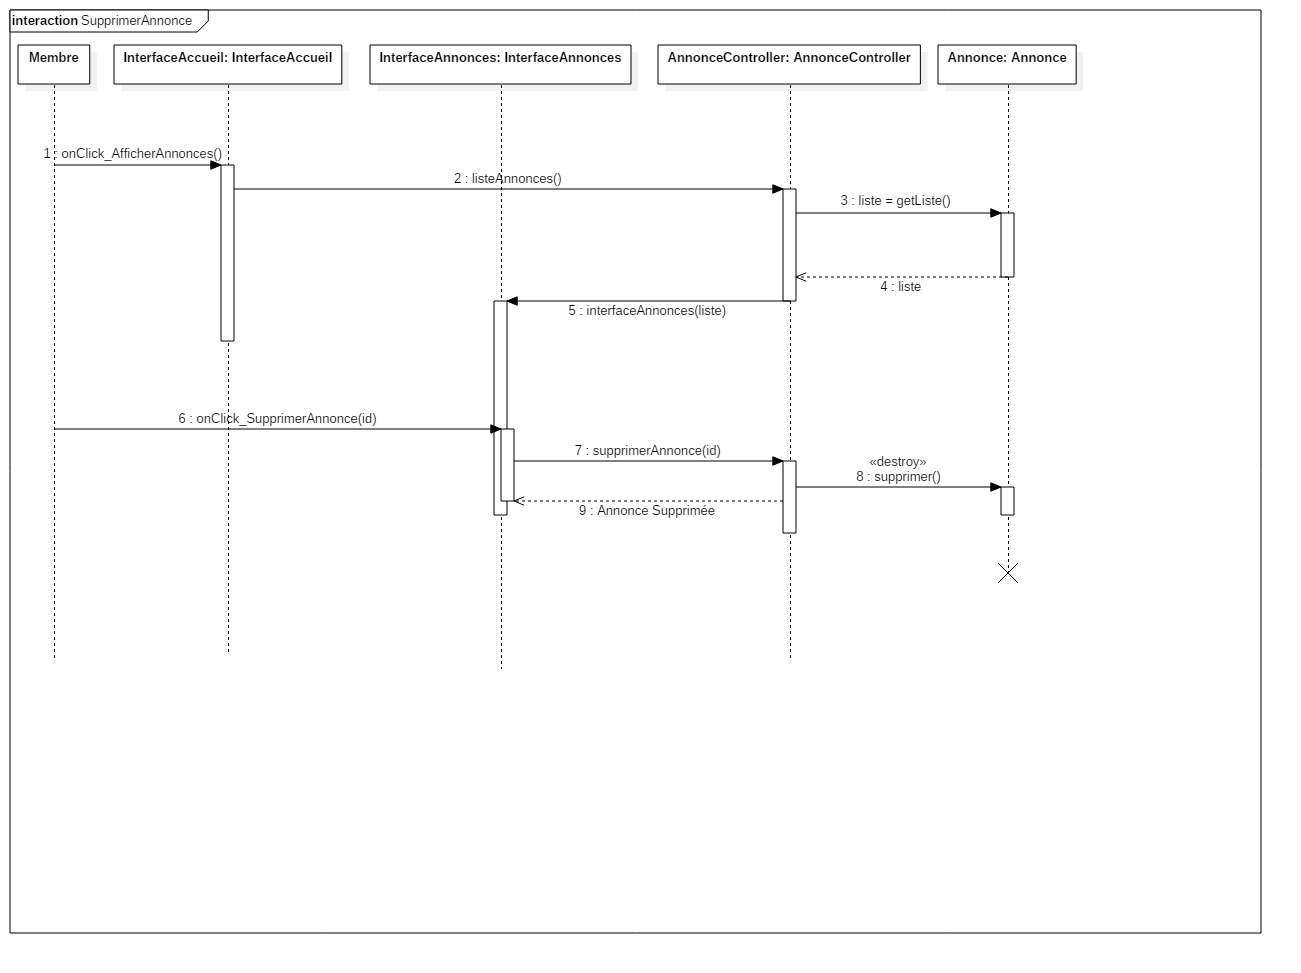 interaction SupprimerAnnonce
Membre
InterfaceAccueil: InterfaceAccueil
InterfaceAnnonces: InterfaceAnnonces
AnnonceController: AnnonceController
Annonce: Annonce
1 : onClick_AfficherAnnonces()
2 : listeAnnonces()
3 : liste = getListe()
4 : liste
5 : interfaceAnnonces(liste)
6 : onClick_SupprimerAnnonce(id)
7 : supprimerAnnonce(id)
«destroy»
8 : supprimer()
9 : Annonce Supprimée